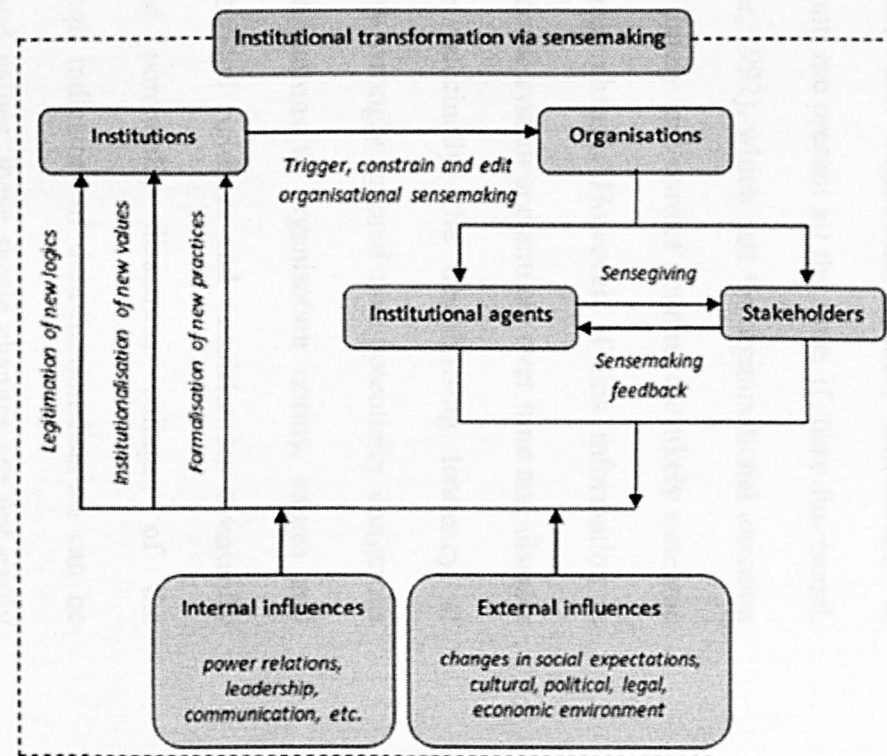 Institutional transformation via sensemaking
Institutions
Organisations
Trigger, constrain and edit
organisational sensemaking
Legitimation of new logics
Institutionalisation of new values
Formalisation of new practices
Sensegiving
Institutional agents
Stakeholders
Sensemaking
feedback
Internal influences
power relations,
leadership,
communication, etc.
External influences
changes in social expectations,
cultural, political, legal,
economic environment